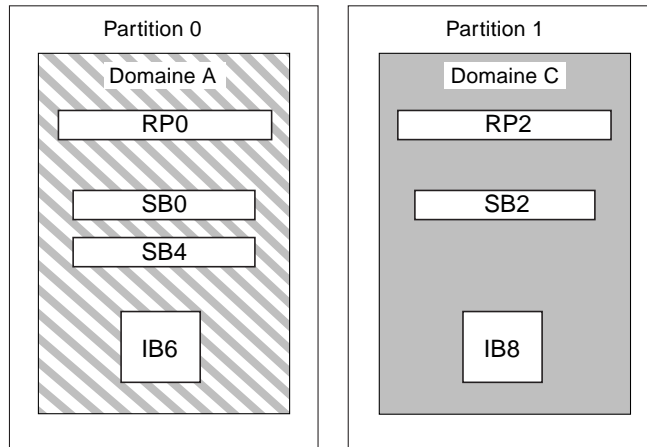 Partition 0
Domaine A
RP0
SB0
SB4
IB6
Partition 1
Domaine C
RP2
SB2
IB8